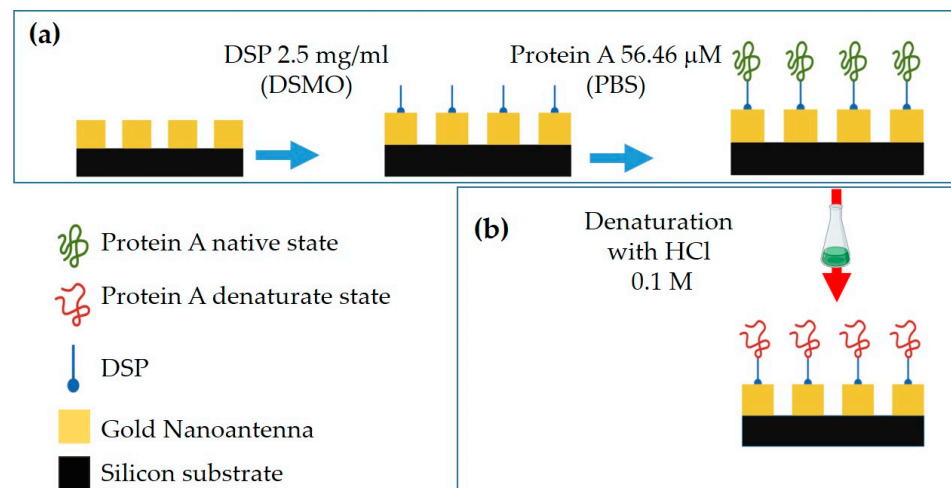 (a)
DSP 2.5 mg/ml
(DSMO)
Protein A 56.46 µM
(PBS)
(b)
Denaturation
with HCl
0.1 M
Protein A native state
Protein A denaturate state
DSP
Gold Nanoantenna
Silicon substrate